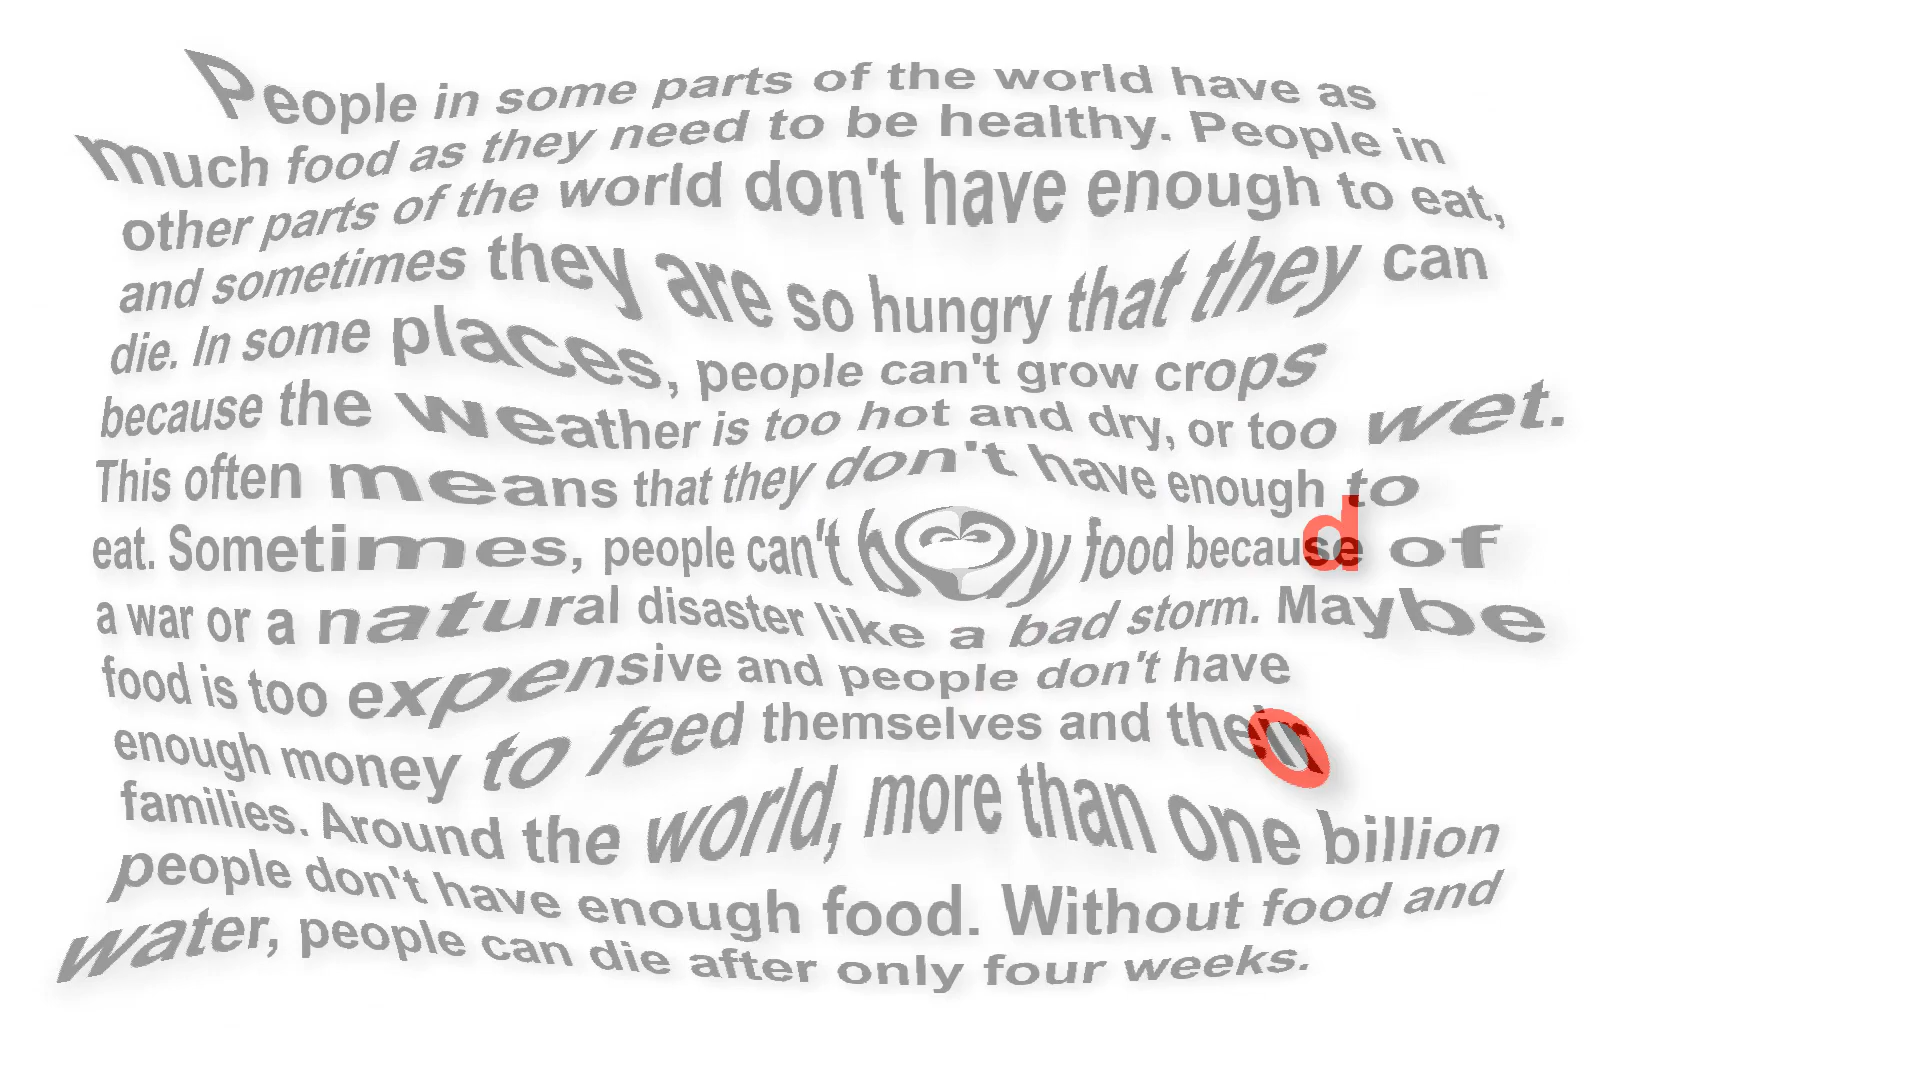 People in some parts of the world have as
much food as they need to be healthy. People in
other parts of the world don't have enough to eat,
and sometimes they are so hungry that they can
die. In some places, people can't grow crops
because the weather is too hot and dry, or too wet.
This often means that they don't have enough to
eat. Sometimes, people can't food because of
d
a war or a natural disaster like a bad storm. Maybe
food is too expensive and people don't have
enough money to feed themselves and their
o
families. Around the world, more than one billion
people don't have enough food. Without food and
water, people can die after only four weeks.